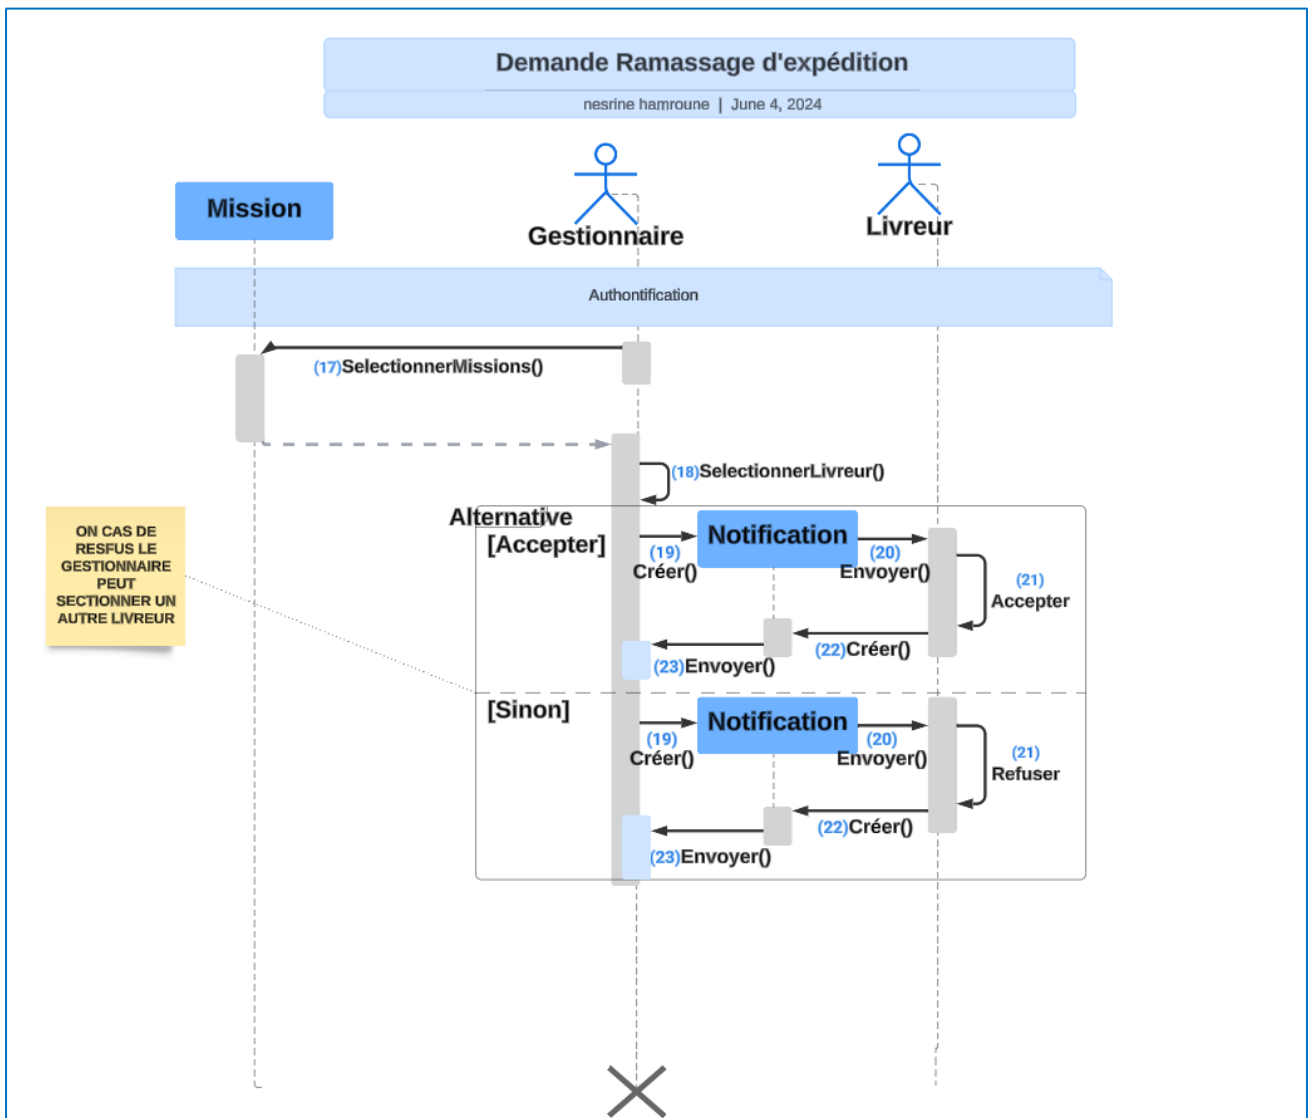 Demande Ramassage d'expédition
nesrine hamroune | June 4, 2024
Mission
Gestionnaire
Livreur
Authontification
(17)SelectionnerMissions()
(18)SelectionnerLivreur()
ON CAS DE
RESFUS LE
GESTIONNAIRE
PEUT
SECTIONNER UN
AUTRE LIVREUR
Alternative
[Accepter]
Notification
(19)
Créer()
(20)
Envoyer()
(21)
Accepter
(22)Créer()
(23)Envoyer()
[Sinon]
Notification
(19)
Créer()
(20)
Envoyer()
(21)
Refuser
(22)Créer()
(23)Envoyer()